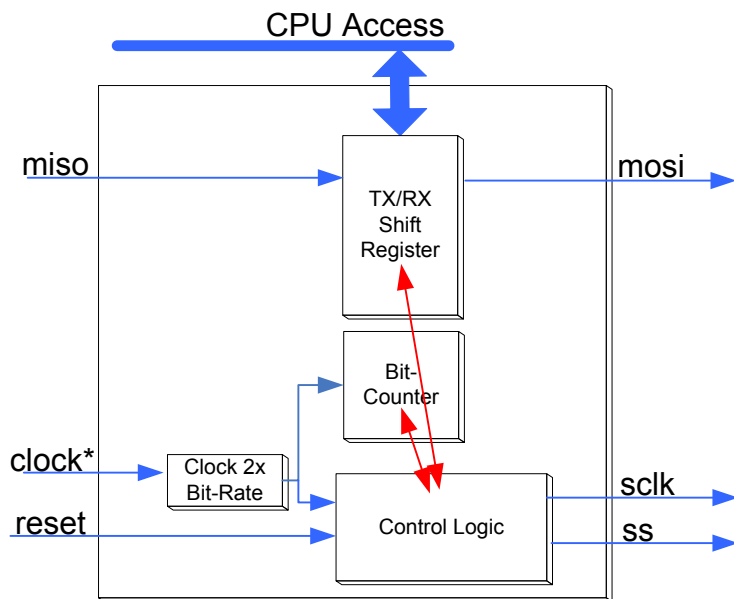 CPU Access
miso
mosi
TX/RX
Shift
Register
Bit-
Counter
clock*
Clock 2x
Bit-Rate
sclk
reset
Control Logic
ss